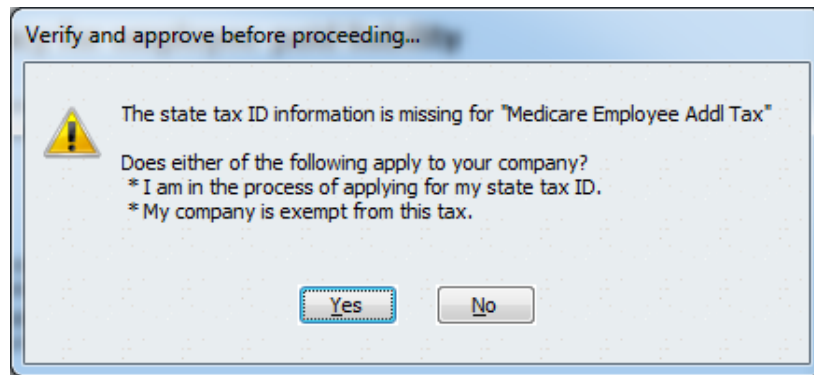 Verify and approve before proceeding...
The state tax ID information is missing for "Medicare Employee Addl Tax"
Does either of the following apply to your company?
* I am in the process of applying for my state tax ID.
* My company is exempt from this tax.
Yes
No